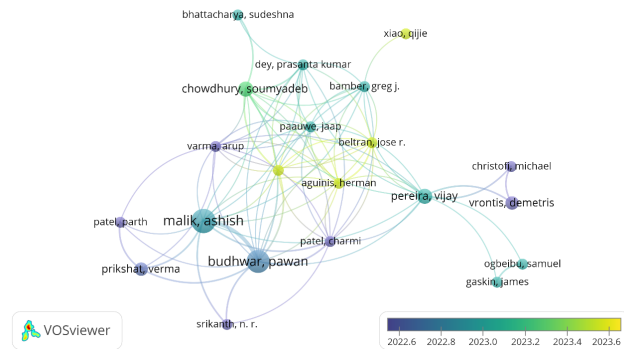 bhattacharya, sudeshna
xiao, qijie
dey, prasanta kumar
chowdhury, soumyadeb
bamber, greg j.
paauwe, jaap
varma, arup
beltran, jose r.
christofi, michael
aguinis, herman
pereira, vijay
vrontis, demetris
patel, parth
malik, ashish
patel, charmi
budhwar, pawan
prikshat, verma
ogbeibu, samuel
gaskin, james
srikanth, n. r.
VOSviewer
2022.6 2022.8 2023.0 2023.2 2023.4 2023.6